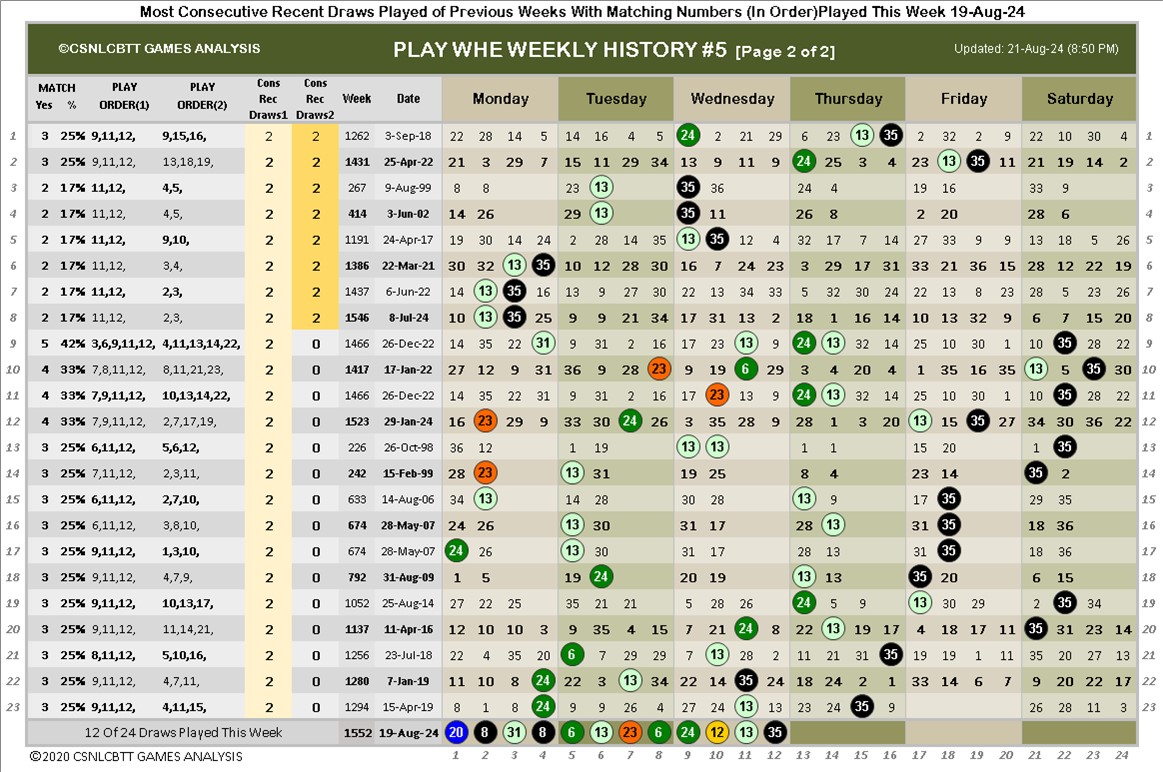 Most Consecutive Recent Draws Played of Previous Weeks With Matching Numbers (In Order)Played This Week 19-Aug-24
©CSNLCBTT GAMES ANALYSIS PLAY WHE WEEKLY HISTORY #5 [Page 2 of 2] Updated: 21-Aug-24 (8:50 PM)
MATCH Yes % PLAY ORDER(1) PLAY ORDER(2) Cons Rec Draws1 Cons Rec Draws2 Week Date Monday Tuesday Wednesday Thursday Friday Saturday
1 3 25% 9,11,12, 9,15,16, 2 2 1262 3-Sep-18 22 28 14 5 14 16 4 5 24 2 21 29 6 23 13 35 2 32 2 9 22 10 30 4 1
2 3 25% 9,11,12, 13,18,19, 2 2 1431 25-Apr-22 21 3 29 7 15 11 29 34 13 9 11 9 24 25 3 4 23 13 35 11 21 19 14 2 2
3 2 17% 11,12, 4,5, 2 2 267 9-Aug-99 8 8 23 13 35 36 24 4 19 16 33 9 3
4 2 17% 11,12, 4,5, 2 2 414 3-Jun-02 14 26 29 13 35 11 26 8 2 20 28 6 4
5 2 17% 11,12, 9,10, 2 2 1191 24-Apr-17 19 30 14 24 2 28 14 35 13 35 12 4 32 17 7 14 27 33 9 9 13 18 5 26 5
6 2 17% 11,12, 3,4, 2 2 1386 22-Mar-21 30 32 13 35 10 12 28 30 16 7 24 23 3 29 17 31 33 21 36 15 28 12 22 19 6
7 2 17% 11,12, 2,3, 2 2 1437 6-Jun-22 14 13 35 16 13 9 27 30 22 13 34 33 5 32 30 24 22 13 8 23 28 5 23 26 7
8 2 17% 11,12, 2,3, 2 2 1546 8-Jul-24 10 13 35 25 9 9 21 34 17 31 13 2 18 1 16 14 10 13 32 9 6 7 15 20 8
9 5 42% 3,6,9,11,12, 4,11,13,14,22, 2 0 1466 26-Dec-22 14 35 22 31 9 31 2 16 17 23 13 9 24 13 32 14 25 10 30 1 10 35 28 22 9
10 4 33% 7,8,11,12, 8,11,21,23, 2 0 1417 17-Jan-22 27 12 9 31 36 9 28 23 9 19 6 29 3 4 20 4 1 35 16 35 13 5 35 30 10
11 4 33% 7,9,11,12, 10,13,14,22, 2 0 1466 26-Dec-22 14 35 22 31 9 31 2 16 17 23 13 9 24 13 32 14 25 10 30 1 10 35 28 22 11
12 4 33% 7,9,11,12, 2,7,17,19, 2 0 1523 29-Jan-24 16 23 29 9 33 30 24 26 3 35 28 9 28 1 3 20 13 15 35 27 34 30 36 22 12
13 3 25% 6,11,12, 5,6,12, 2 0 226 26-Oct-98 36 12 1 19 13 13 1 1 15 20 1 35 13
14 3 25% 7,11,12, 2,3,11, 2 0 242 15-Feb-99 28 23 13 31 19 25 8 4 23 14 35 2 14
15 3 25% 6,11,12, 2,7,10, 2 0 633 14-Aug-06 34 13 14 28 30 28 13 9 17 35 29 35 15
16 3 25% 6,11,12, 3,8,10, 2 0 674 28-May-07 24 26 13 30 31 17 28 13 31 35 18 36 16
17 3 25% 9,11,12, 1,3,10, 2 0 674 28-May-07 24 26 13 30 31 17 28 13 31 35 18 36 17
18 3 25% 9,11,12, 4,7,9, 2 0 792 31-Aug-09 1 5 19 24 20 19 13 13 35 20 6 15 18
19 3 25% 9,11,12, 10,13,17, 2 0 1052 25-Aug-14 27 22 25 35 21 21 5 28 26 24 5 9 13 30 29 2 35 34 19
20 3 25% 9,11,12, 11,14,21, 2 0 1137 11-Apr-16 12 10 10 3 9 35 4 15 7 21 24 8 22 13 19 17 4 18 17 11 35 31 23 14 20
21 3 25% 8,11,12, 5,10,16, 2 0 1256 23-Jul-18 22 4 35 20 6 7 29 29 7 13 28 2 11 21 31 35 19 19 1 11 35 20 27 13 21
22 3 25% 9,11,12, 4,7,11, 2 0 1280 7-Jan-19 11 10 8 24 22 3 13 34 22 14 35 24 18 24 2 1 33 14 6 7 9 20 22 17 22
23 3 25% 9,11,12, 4,11,15, 2 0 1294 15-Apr-19 8 1 8 24 9 9 26 4 27 24 13 13 23 24 35 9 26 28 11 3 23
12 Of 24 Draws Played This Week 1552 19-Aug-24 20 8 31 8 6 13 23 6 24 12 13 35
©2020 CSNLCBTT GAMES ANALYSIS 1 2 3 4 5 6 7 8 9 10 11 12 13 14 15 16 17 18 19 20 21 22 23 24